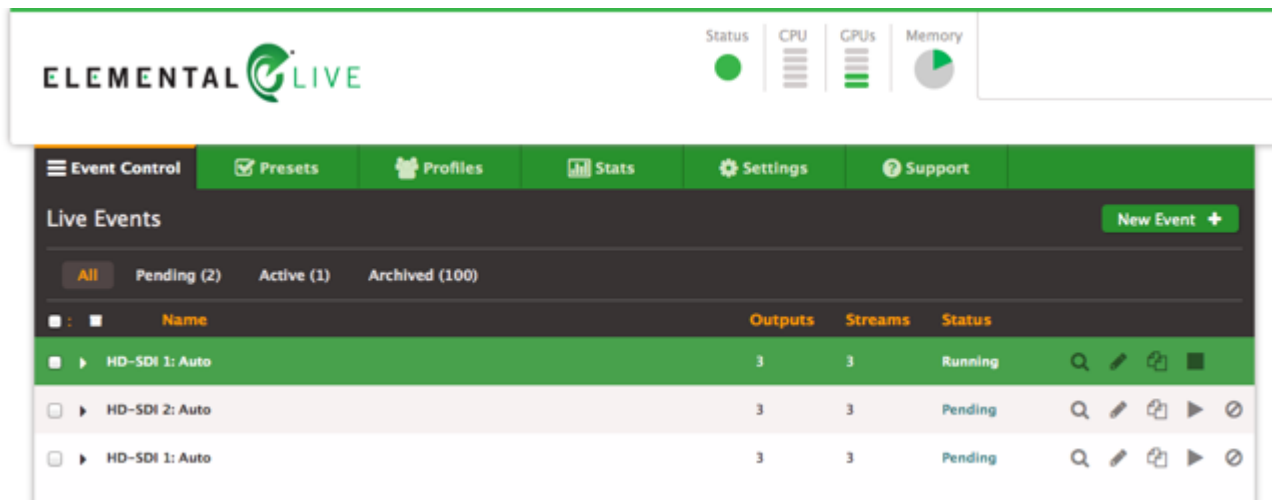 Status CPU GPUs Memory
ELEMENTAL LIVE
Event Control Presets Profiles Stats Settings Support
Live Events New Event +
All Pending (2) Active (1) Archived (100)
: Name Outputs Streams Status
HD-SDI 1: Auto 3 3 Running
HD-SDI 2: Auto 3 3 Pending
HD-SDI 1: Auto 3 3 Pending